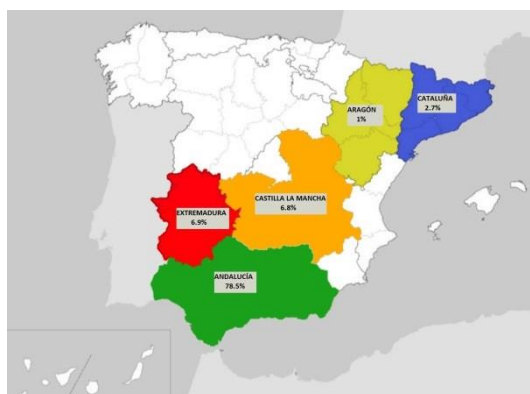 ARAGÓN
1%
CATALUÑA
2.7%
CASTILLA LA MANCHA
6.8%
EXTREMADURA
6.9%
ANDALUCÍA
78.5%